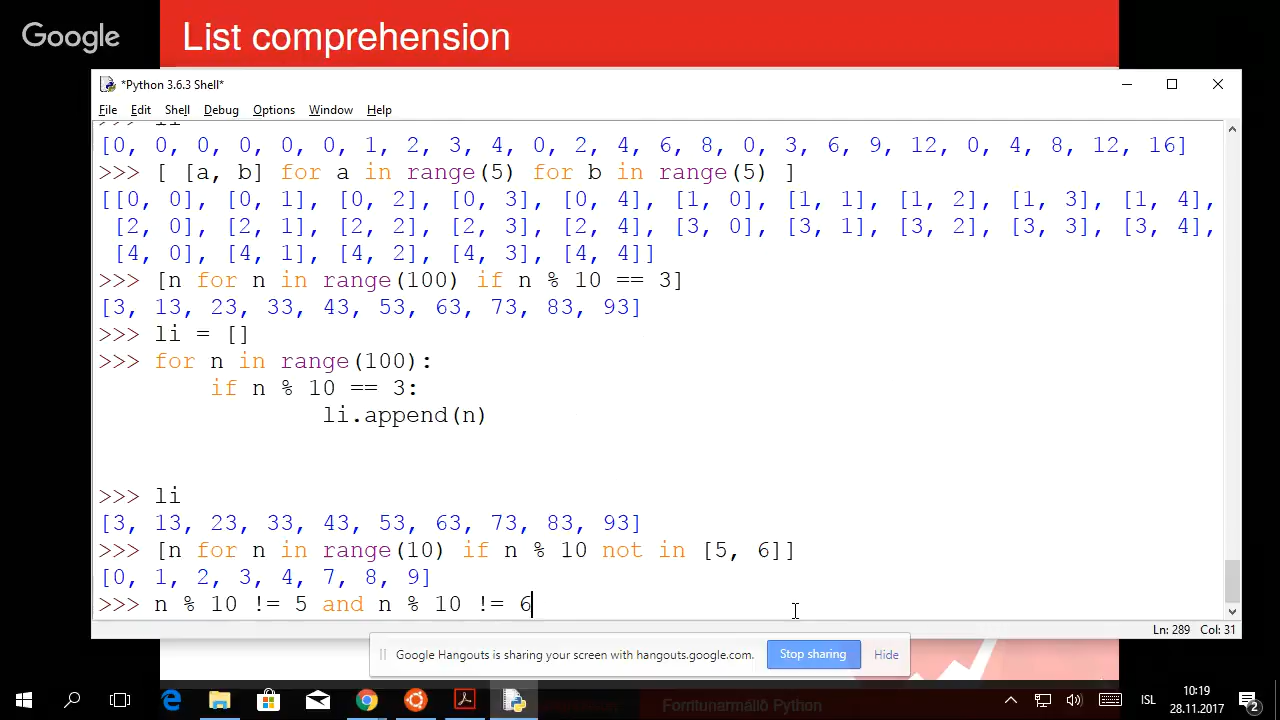 Google
List comprehension
*Python 3.6.3 Shell*
File Edit Shell Debug Options Window Help
>>> li
[0, 0, 0, 0, 0, 0, 1, 2, 3, 4, 0, 2, 4, 6, 8, 0, 3, 6, 9, 12, 0, 4, 8, 12, 16]
>>> [ [a, b] for a in range(5) for b in range(5) ]
[[0, 0], [0, 1], [0, 2], [0, 3], [0, 4], [1, 0], [1, 1], [1, 2], [1, 3], [1, 4],
[2, 0], [2, 1], [2, 2], [2, 3], [2, 4], [3, 0], [3, 1], [3, 2], [3, 3], [3, 4],
[4, 0], [4, 1], [4, 2], [4, 3], [4, 4]]
>>> [n for n in range(100) if n % 10 == 3]
[3, 13, 23, 33, 43, 53, 63, 73, 83, 93]
>>> li = []
>>> for n in range(100):
if n % 10 == 3:
li.append(n)
>>> li
[3, 13, 23, 33, 43, 53, 63, 73, 83, 93]
>>> [n for n in range(10) if n % 10 not in [5, 6]]
[0, 1, 2, 3, 4, 7, 8, 9]
>>> n % 10 != 5 and n % 10 != 6
Ln: 289 Col: 31
Google Hangouts is sharing your screen with hangouts.google.com. Stop sharing Hide
Forritunarmálið Python
ISL
10:19
28.11.2017
2